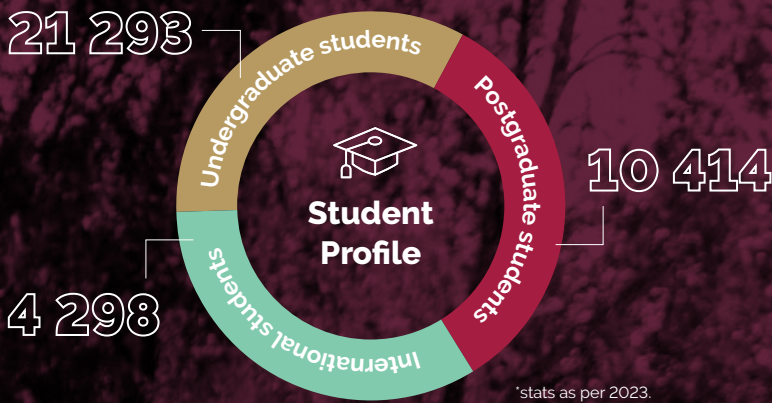 21 293
Undergraduate students
Postgraduate students
10 414
Student
Profile
4 298
International students
*stats as per 2023.